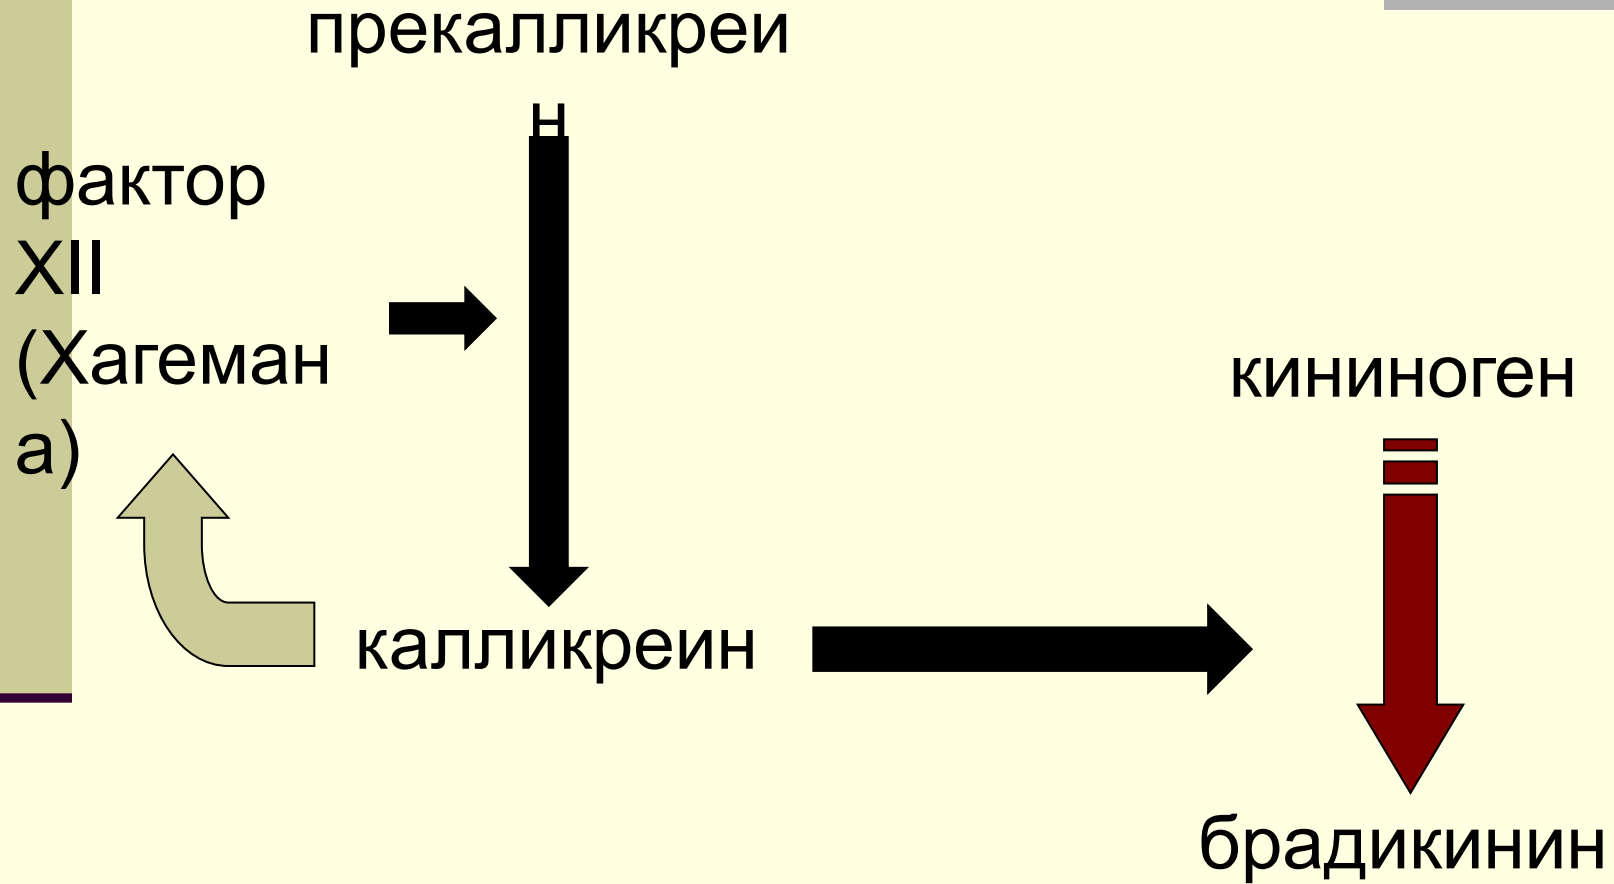 прекалликреи
н
фактор
XII
(Хагеман
а)
кининоген
калликреин
брадикинин